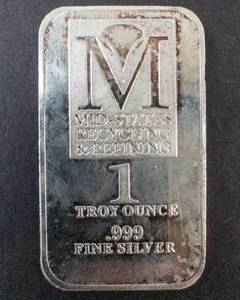 M
MID-STATES
RECYCLING
& REFINING
1
TROY OUNCE
.999
FINE SILVER